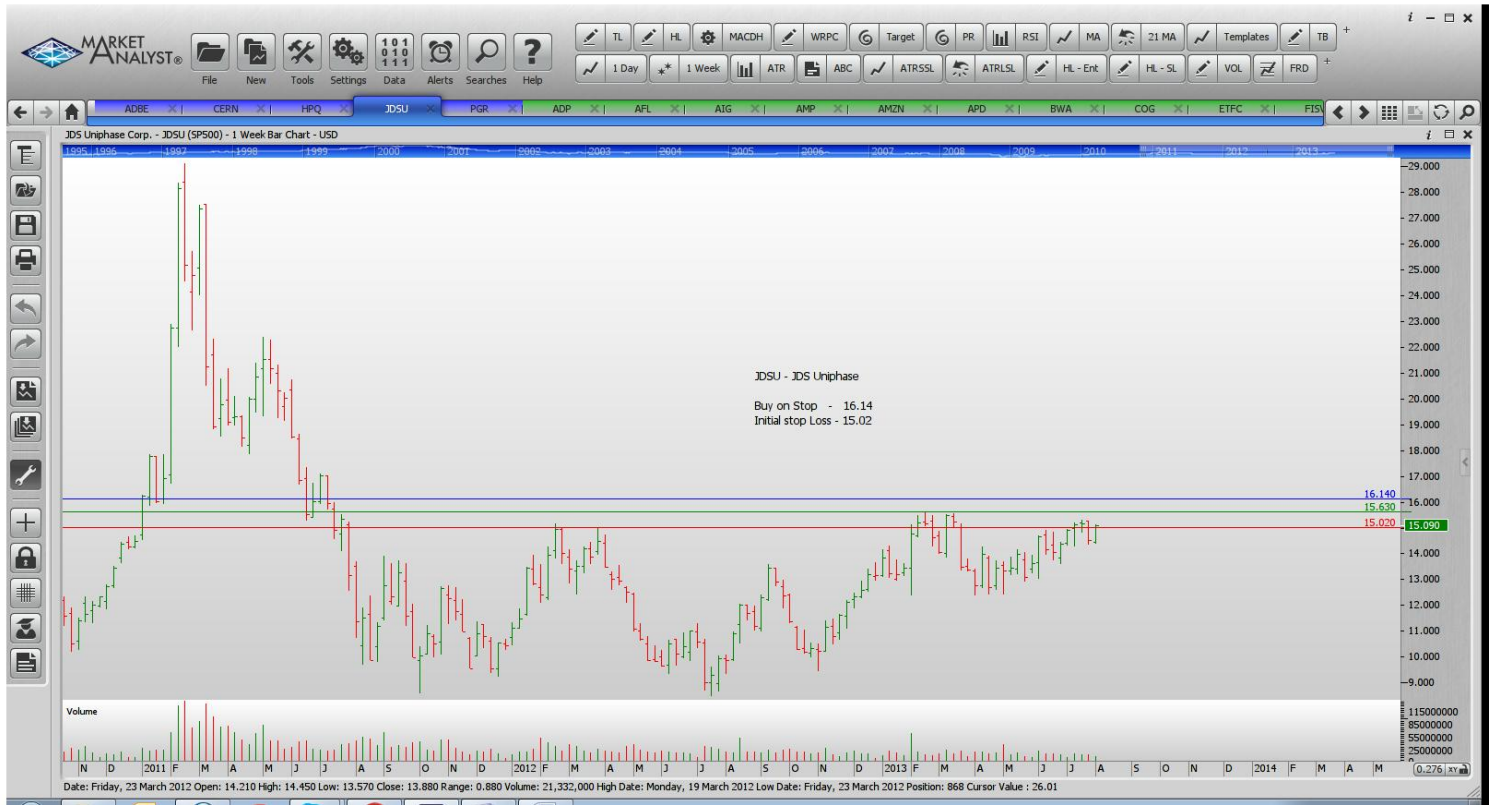 i
MARKET ANALYST®
File New Tools Settings Data Alerts Searches Help
TL HL MACDH WRPC Target PR RSI MA 21 MA Templates TB +
1 Day 1 Week ATR ABC ATRSSL ATRLSL HL - Ent HL - SL VOL FRD +
ADBE CERN HPQ JDSU PGR ADP AFL AIG AMP AMZN APD BWA COG ETFC FISV
JDS Uniphase Corp. - JDSU (SP500) - 1 Week Bar Chart - USD
i
1995 1996 1997 1998 1999 2000 2001 2002 2003 2004 2005 2006 2007 2008 2009 2010 2011 2012 2013
29.000
28.000
27.000
26.000
25.000
24.000
23.000
22.000
21.000
20.000
19.000
18.000
17.000
16.000
14.000
13.000
12.000
11.000
10.000
9.000
JDSU - JDS Uniphase
Buy on Stop - 16.14
Initial stop Loss - 15.02
16.140
15.630
15.020
15.090
Volume
115000000
85000000
55000000
25000000
N D 2011 F M A M J J A S O N D 2012 F M A M J J A S O N D 2013 F M A M J J A S O N D 2014 F M A M
0.276 XY
Date: Friday, 23 March 2012 Open: 14.210 High: 14.450 Low: 13.570 Close: 13.880 Range: 0.880 Volume: 21,332,000 High Date: Monday, 19 March 2012 Low Date: Friday, 23 March 2012 Position: 868 Cursor Value : 26.01